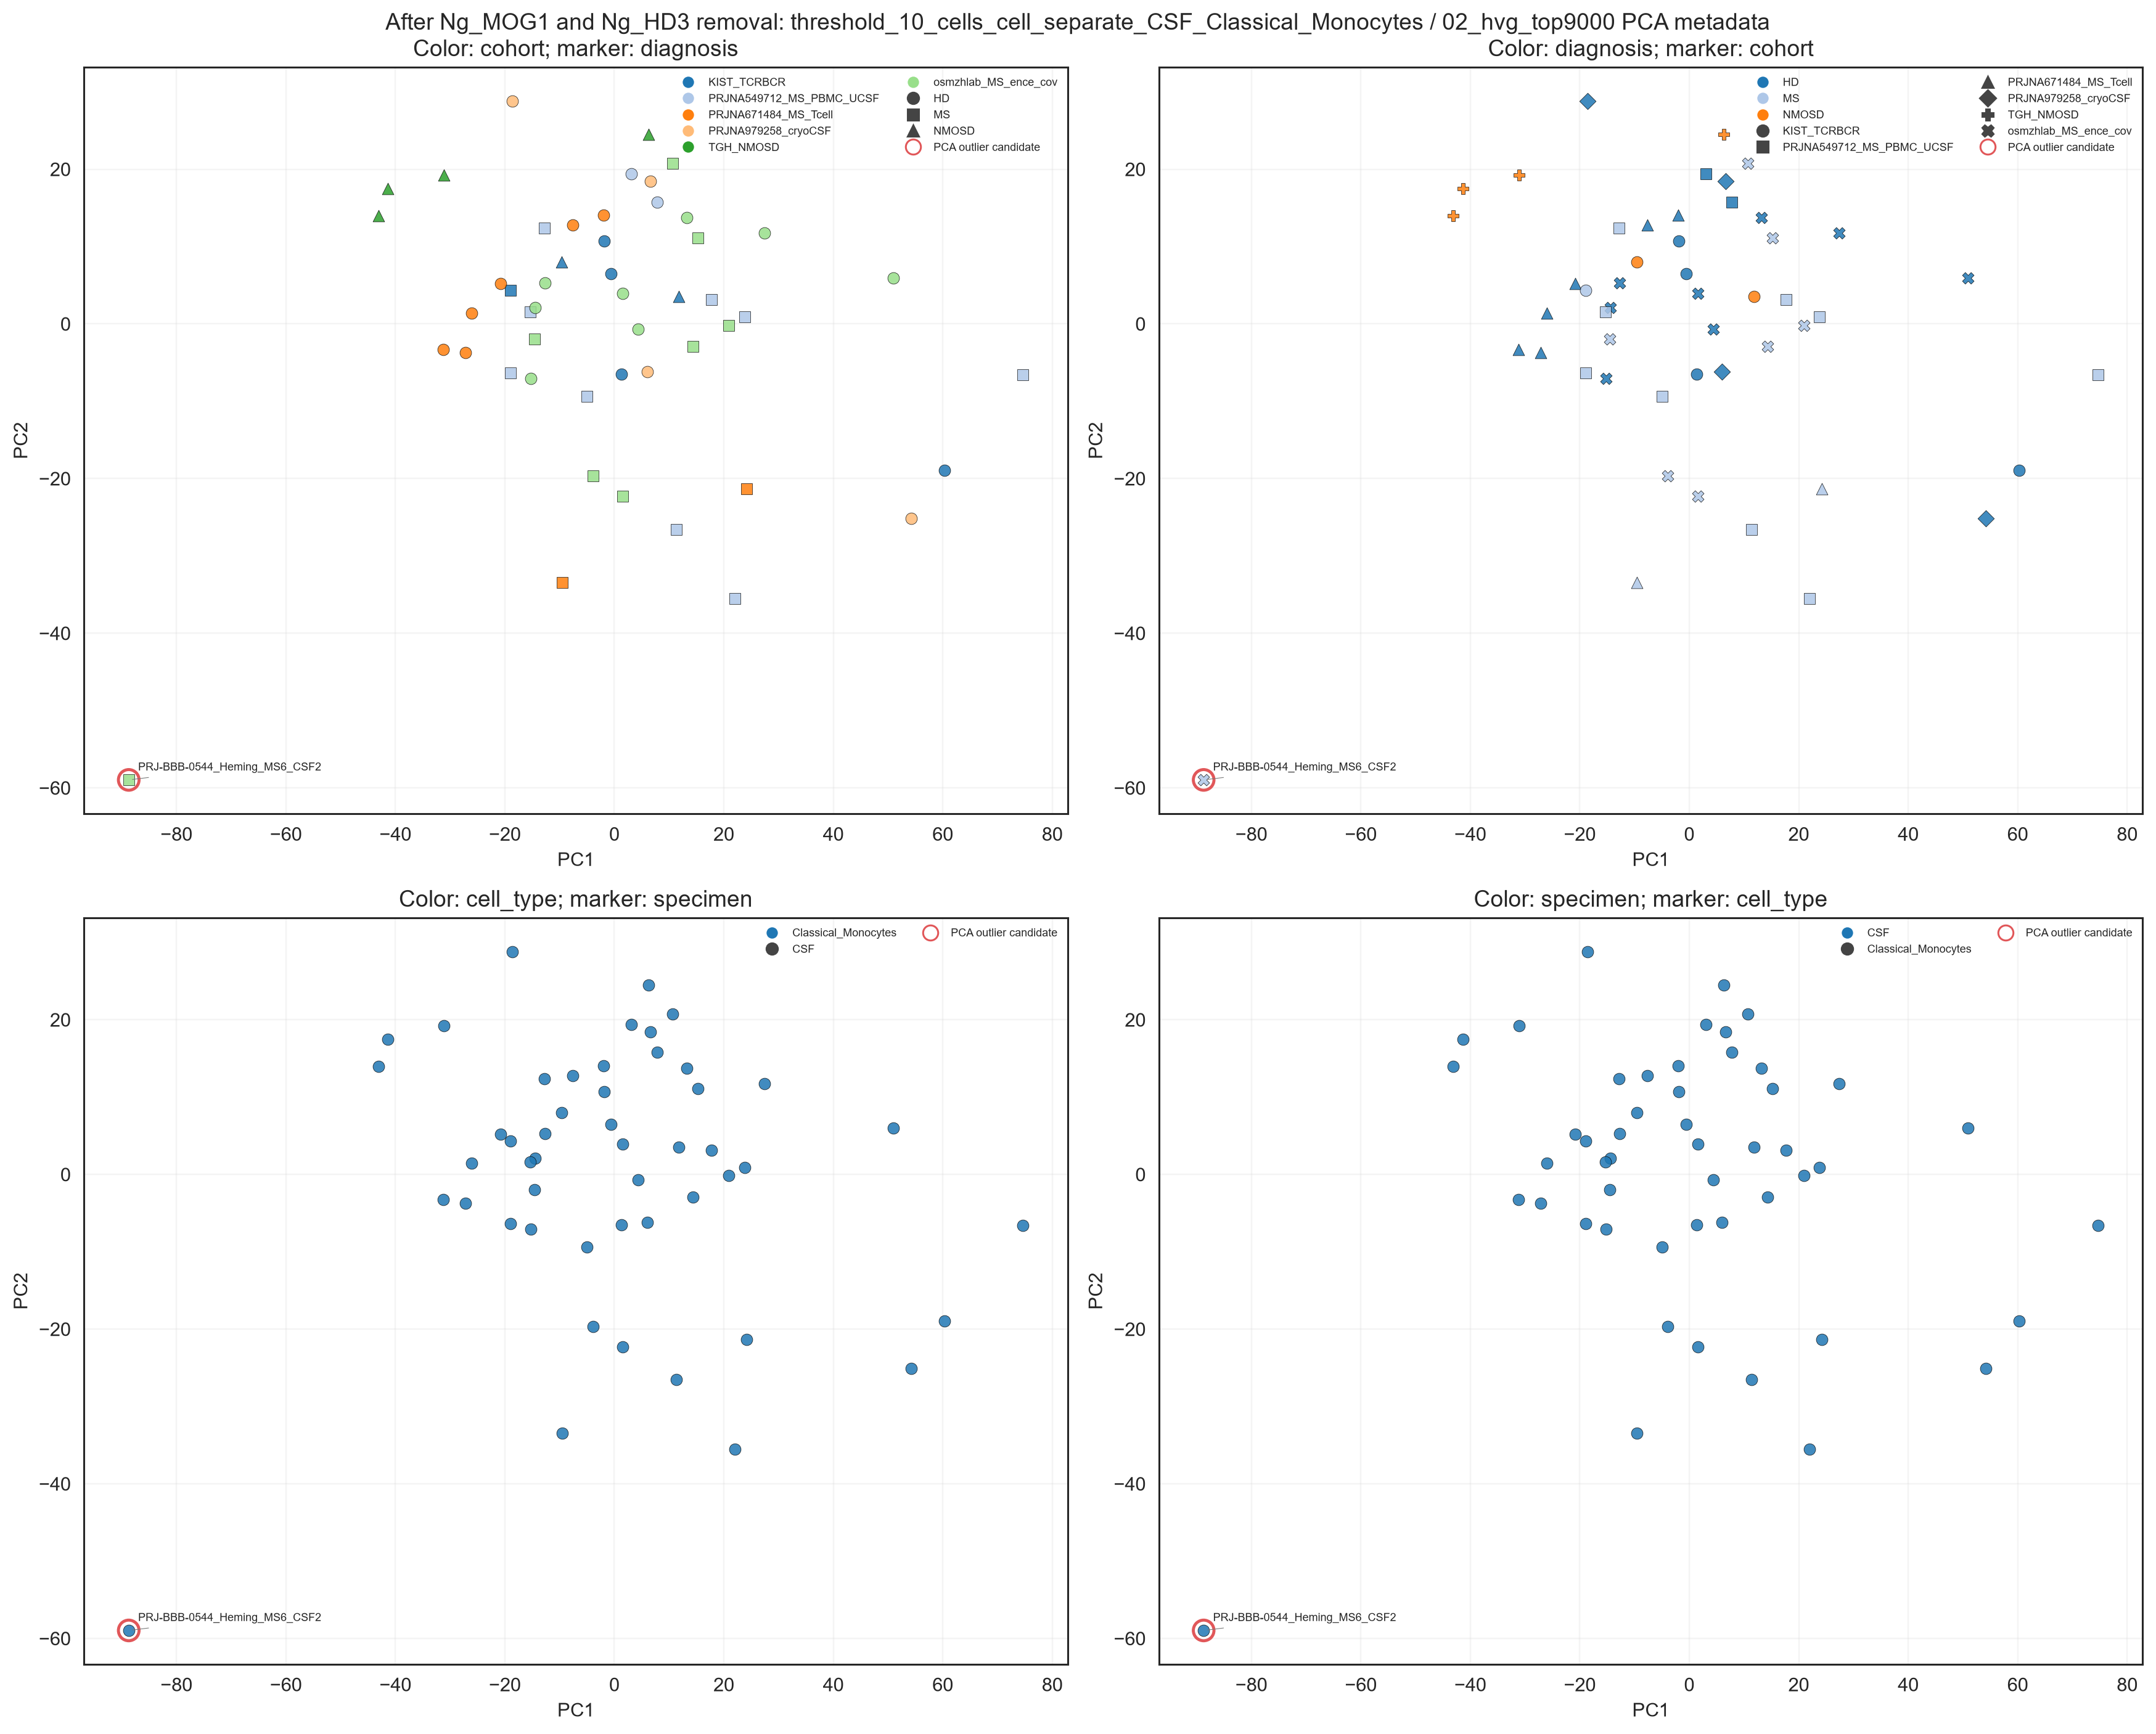 After Ng_MOG1 and Ng_HD3 removal: threshold_10_cells_cell_separate_CSF_Classical_Monocytes / 02_hvg_top9000 PCA metadata
Color: cohort; marker: diagnosis
KIST_TCRBCR
PRJNA549712_MS_PBMC_UCSF
PRJNA671484_MS_Tcell
PRJNA979258_cryoCSF
TGH_NMOSD
osmzhlab_MS_ence_cov
HD
MS
NMOSD
PCA outlier candidate
20
0
−20
−40
−60
PC2
PRJ-BBB-0544_Heming_MS6_CSF2
−80 −60 −40 −20 0 20 40 60 80
PC1
Color: diagnosis; marker: cohort
HD
MS
NMOSD
KIST_TCRBCR
PRJNA549712_MS_PBMC_UCSF
PRJNA671484_MS_Tcell
PRJNA979258_cryoCSF
TGH_NMOSD
osmzhlab_MS_ence_cov
PCA outlier candidate
20
0
−20
−40
−60
PC2
PRJ-BBB-0544_Heming_MS6_CSF2
−80 −60 −40 −20 0 20 40 60 80
PC1
Color: cell_type; marker: specimen
Classical_Monocytes
CSF
PCA outlier candidate
20
0
−20
−40
−60
PC2
PRJ-BBB-0544_Heming_MS6_CSF2
−80 −60 −40 −20 0 20 40 60 80
PC1
Color: specimen; marker: cell_type
CSF
Classical_Monocytes
PCA outlier candidate
20
0
−20
−40
−60
PC2
PRJ-BBB-0544_Heming_MS6_CSF2
−80 −60 −40 −20 0 20 40 60 80
PC1